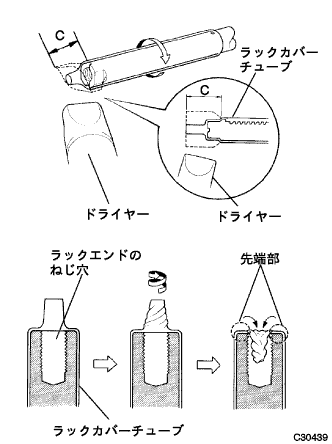 C
ラックカバー
チューブ
C
ドライヤー
ドライヤー
ラックエンドの
ねじ穴
先端部
ラックカバーチューブ
C30439